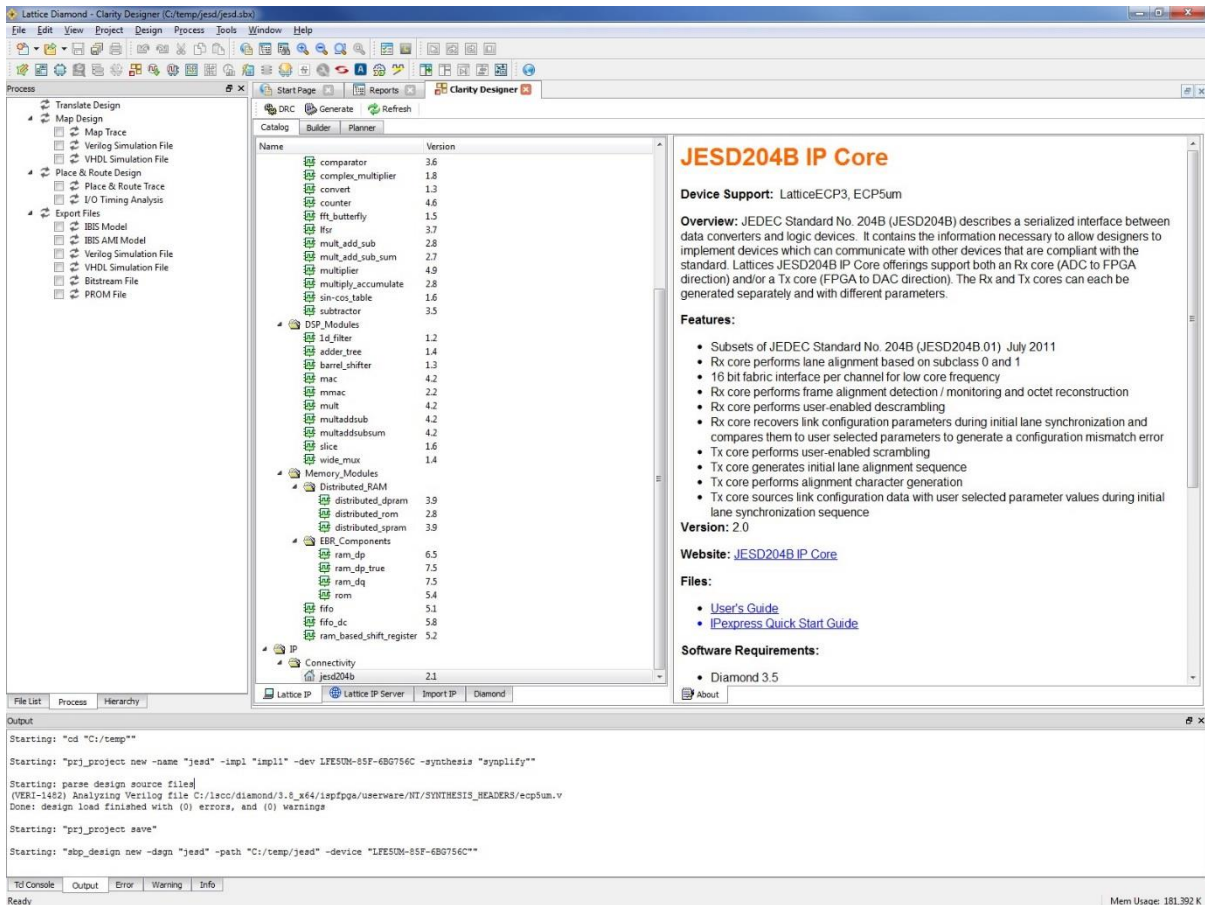 Lattice Diamond - Clarity Designer (C:/temp/jesd/jesd.sbx)
File Edit View Project Design Process Tools Window Help
Process
Translate Design
Map Design
Map Trace
Verilog Simulation File
VHDL Simulation File
Place & Route Design
Place & Route Trace
I/O Timing Analysis
Export Files
IBIS Model
IBIS AMI Model
Verilog Simulation File
VHDL Simulation File
Bitstream File
PROM File
File List Process Hierarchy
Start Page Reports Clarity Designer
DRC Generate Refresh
Catalog Builder Planner
Name Version
comparator 3.6
complex_multiplier 1.8
convert 1.3
counter 4.6
fft_butterfly 1.5
lfsr 3.7
mult_add_sub 2.8
mult_add_sub_sum 2.7
multiplier 4.9
multiply_accumulate 2.8
sin-cos_table 1.6
subtractor 3.5
DSP_Modules
1d_filter 1.2
adder_tree 1.4
barrel_shifter 1.3
mac 4.2
mmac 2.2
mult 4.2
multaddsub 4.2
multaddsubsum 4.2
slice 1.6
wide_mux 1.4
Memory_Modules
Distributed_RAM
distributed_dpram 3.9
distributed_rom 2.8
distributed_spram 3.9
EBR_Components
ram_dp 6.5
ram_dp_true 7.5
ram_dq 7.5
rom 5.4
fifo 5.1
fifo_dc 5.8
ram_based_shift_register 5.2
IP
Connectivity
jesd204b 2.1
Lattice IP Lattice IP Server Import IP Diamond
JESD204B IP Core
Device Support: LatticeECP3, ECP5um
Overview: JEDEC Standard No. 204B (JESD204B) describes a serialized interface between
data converters and logic devices. It contains the information necessary to allow designers to
implement devices which can communicate with other devices that are compliant with the
standard. Lattices JESD204B IP Core offerings support both an Rx core (ADC to FPGA
direction) and/or a Tx core (FPGA to DAC direction). The Rx and Tx cores can each be
generated separately and with different parameters.
Features:
• Subsets of JEDEC Standard No. 204B (JESD204B.01) July 2011
• Rx core performs lane alignment based on subclass 0 and 1
• 16 bit fabric interface per channel for low core frequency
• Rx core performs frame alignment detection / monitoring and octet reconstruction
• Rx core performs user-enabled descrambling
• Rx core recovers link configuration parameters during initial lane synchronization and
compares them to user selected parameters to generate a configuration mismatch error
• Tx core performs user-enabled scrambling
• Tx core generates initial lane alignment sequence
• Tx core performs alignment character generation
• Tx core sources link configuration data with user selected parameter values during initial
lane synchronization sequence
Version: 2.0
Website: JESD204B IP Core
Files:
• User's Guide
• IPexpress Quick Start Guide
Software Requirements:
• Diamond 3.5
About
Output
Starting: "cd "C:/temp""
Starting: "prj_project new -name "jesd" -impl "impl1" -dev LFE5UM-85F-6BG756C -synthesis "synplify""
Starting: parse design source files
(VERI-1482) Analyzing Verilog file C:/lscc/diamond/3.8_x64/ispfpga/userware/NT/SYNTHESIS_HEADERS/ecp5um.v
Done: design load finished with (0) errors, and (0) warnings
Starting: "prj_project save"
Starting: "sbp_design new -dsgn "jesd" -path "C:/temp/jesd" -device "LFE5UM-85F-6BG756C""
Tcl Console Output Error Warning Info
Ready Mem Usage: 181,392 K